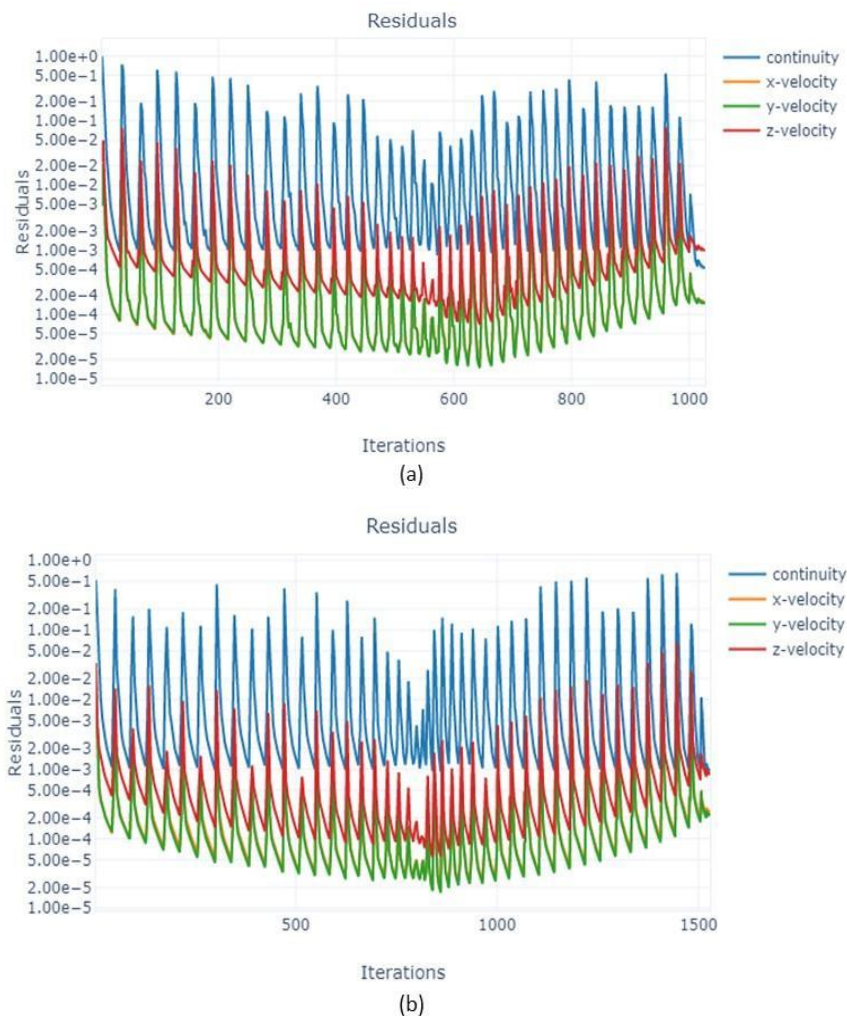 Residuals
1.00e+0
5.00e−1
2.00e−1
1.00e−1
5.00e−2
2.00e−2
1.00e−2
5.00e−3
2.00e−3
1.00e−3
5.00e−4
2.00e−4
1.00e−4
5.00e−5
2.00e−5
1.00e−5
Residuals
200
400
600
800
1000
Iterations
continuity
x-velocity
y-velocity
z-velocity
(a)
Residuals
1.00e+0
5.00e−1
2.00e−1
1.00e−1
5.00e−2
2.00e−2
1.00e−2
5.00e−3
2.00e−3
1.00e−3
5.00e−4
2.00e−4
1.00e−4
5.00e−5
2.00e−5
1.00e−5
Residuals
500
1000
1500
Iterations
continuity
x-velocity
y-velocity
z-velocity
(b)